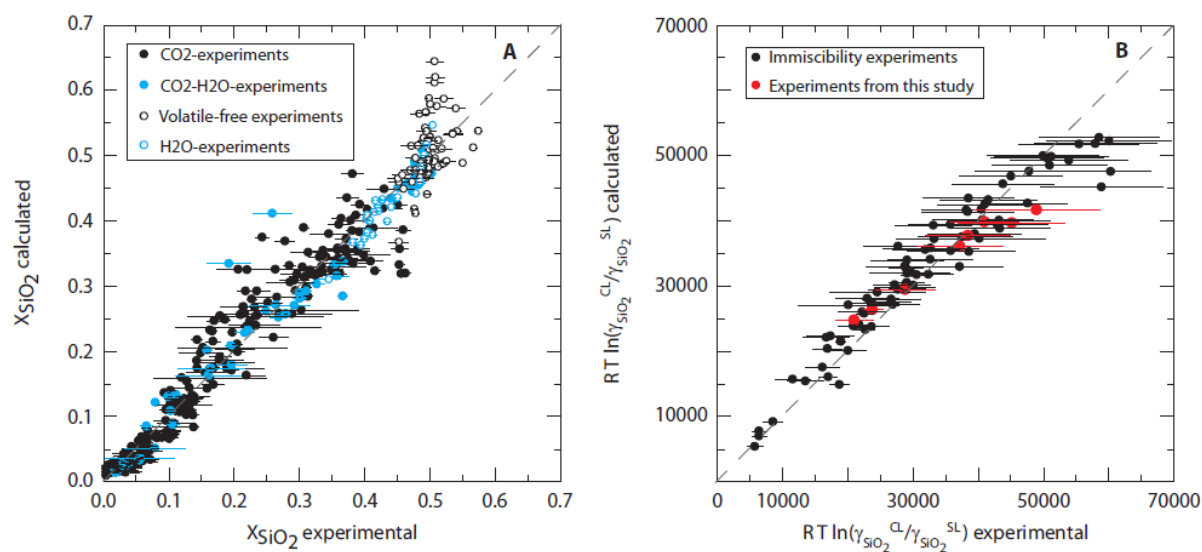 A
CO2-experiments
CO2-H2O-experiments
Volatile-free experiments
H2O-experiments
0.7
0.6
0.5
0.4
0.3
0.2
0.1
0.0
0.0 0.1 0.2 0.3 0.4 0.5 0.6 0.7
XSiO2 calculated
XSiO2 experimental
B
Immiscibility experiments
Experiments from this study
70000
50000
30000
10000
0 10000 30000 50000 70000
RT ln(γSiO2CL/γSiO2SL) calculated
RT ln(γSiO2CL/γSiO2SL) experimental